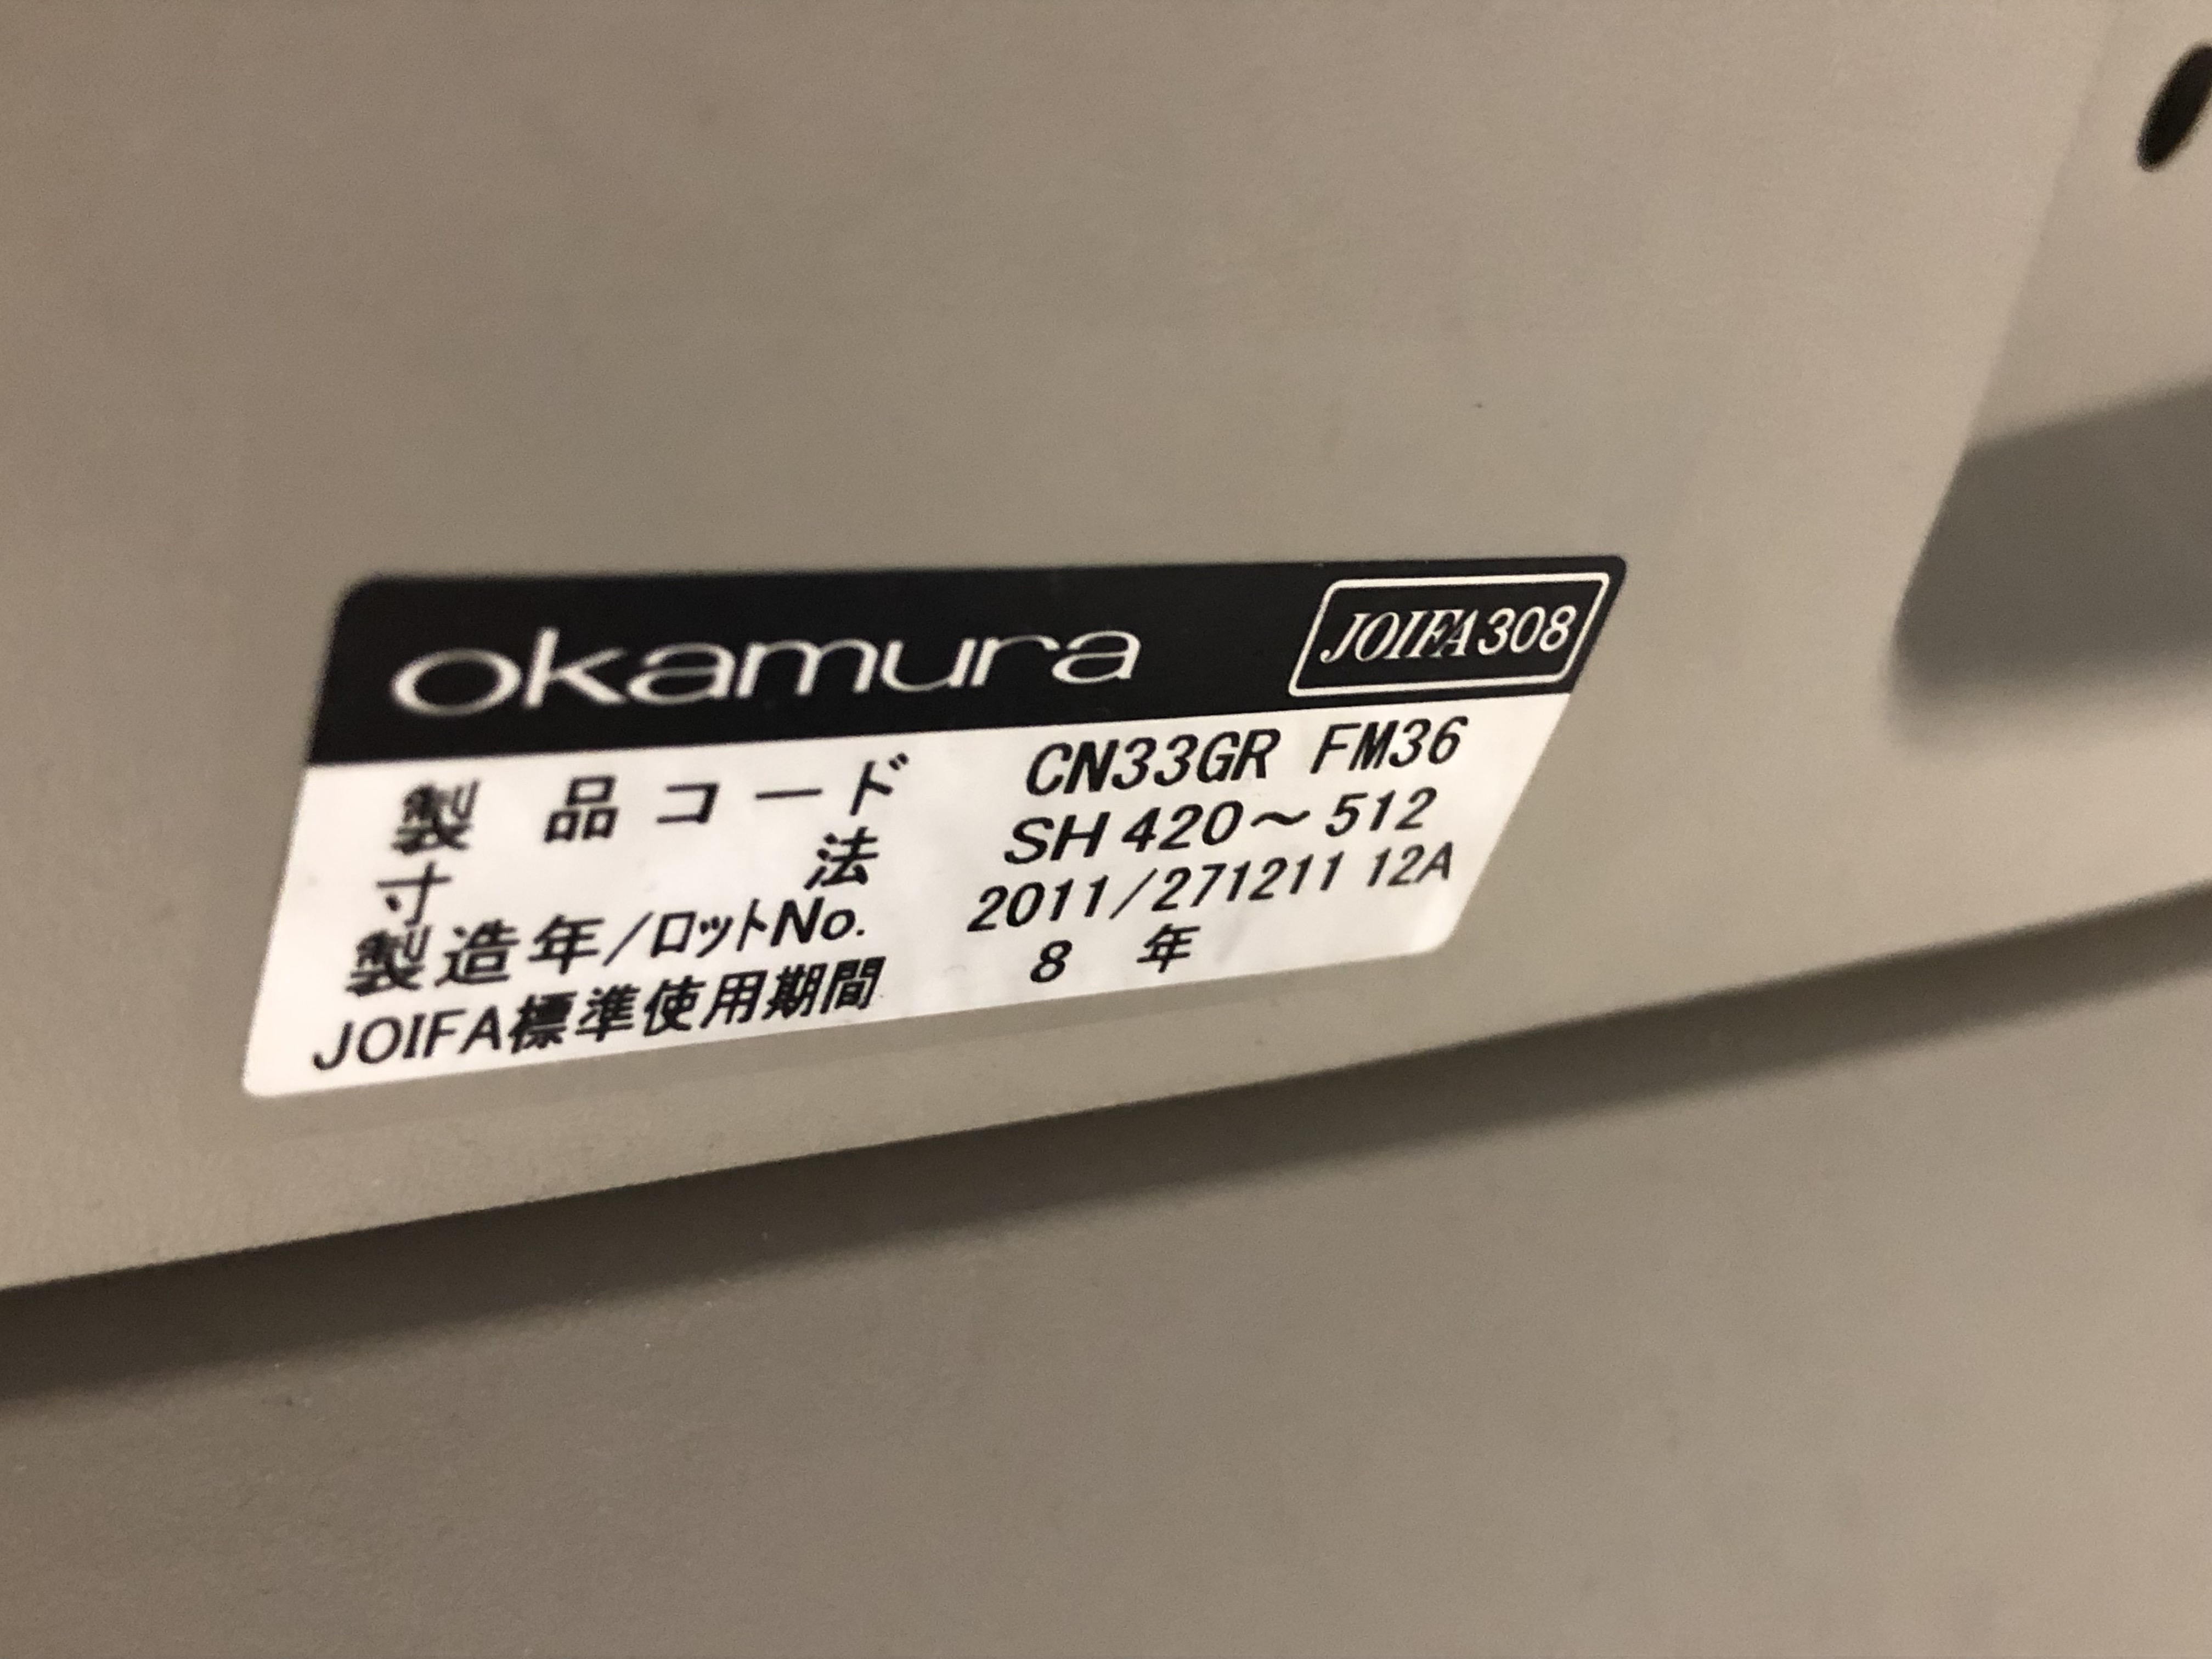 okamura JOIFA308
製品コード CN33GR FM36
寸法 SH 420～512
製造年/ロットNo. 2011/271211 12A
JOIFA標準使用期間 8 年